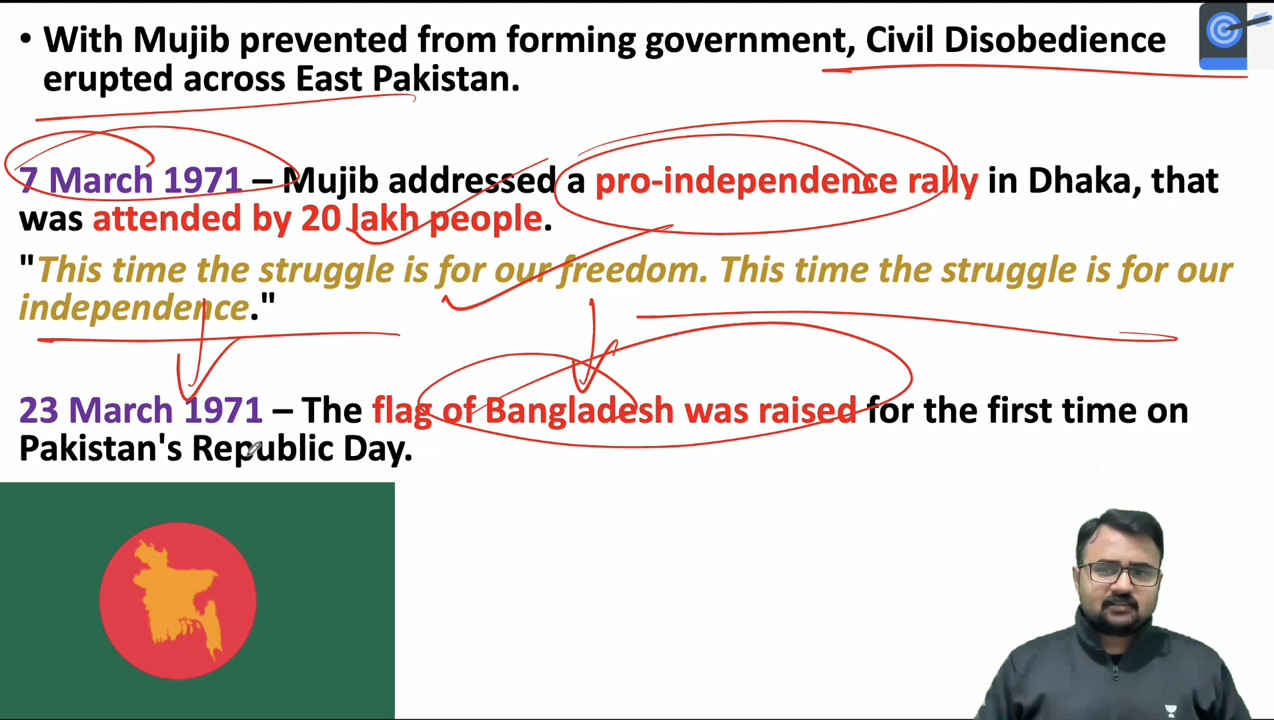 • With Mujib prevented from forming government, Civil Disobedience
erupted across East Pakistan.
7 March 1971 – Mujib addressed a pro-independence rally in Dhaka, that
was attended by 20 lakh people.
"This time the struggle is for our freedom. This time the struggle is for our
independence."
23 March 1971 – The flag of Bangladesh was raised for the first time on
Pakistan's Republic Day.